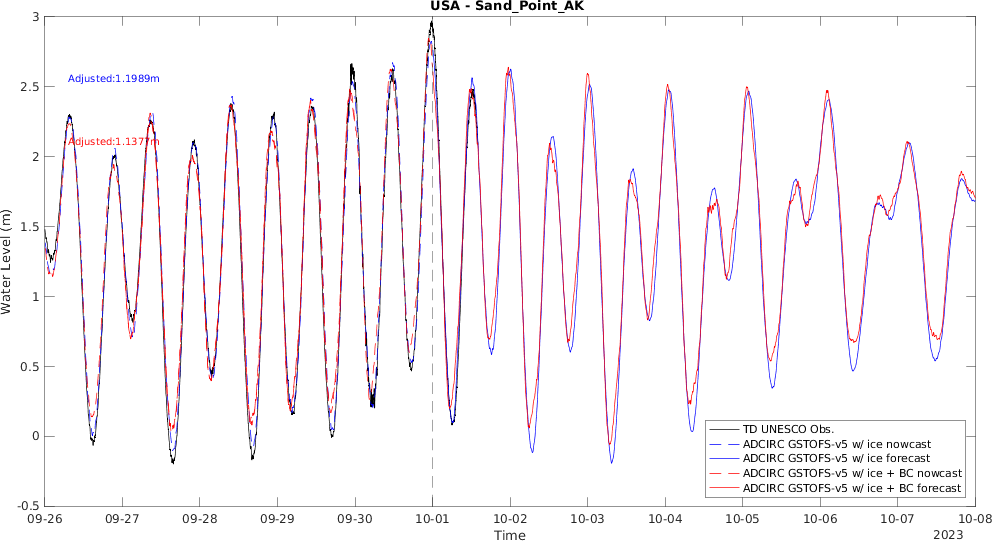 USA - Sand_Point_AK
3
2.5
2
1.5
1
0.5
0
-0.5
Water Level (m)
Adjusted:1.1989m
Adjusted:1.1377m
TD UNESCO Obs.
ADCIRC GSTOFS-v5 w/ ice nowcast
ADCIRC GSTOFS-v5 w/ ice forecast
ADCIRC GSTOFS-v5 w/ ice + BC nowcast
ADCIRC GSTOFS-v5 w/ ice + BC forecast
09-26 09-27 09-28 09-29 09-30 10-01 10-02 10-03 10-04 10-05 10-06 10-07 10-08
Time
2023